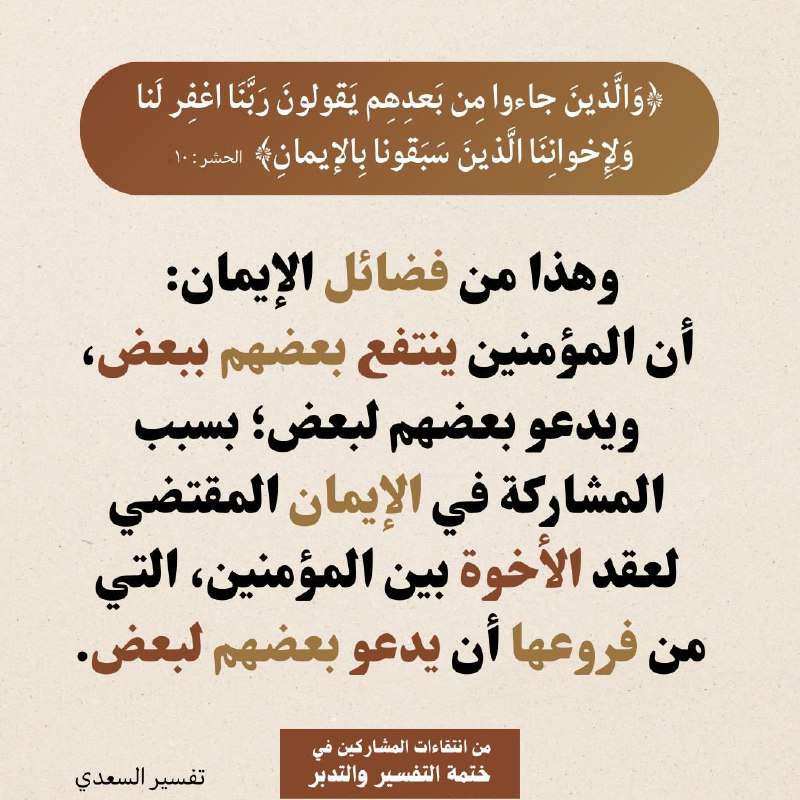 ﴿وَالَّذينَ جاءوا مِن بَعدِهِم يَقولونَ رَبَّنَا اغفِر لَنا
وَلِإِخوانِنَا الَّذينَ سَبَقونا بِالإيمانِ﴾ الحشر: ١٠
وهذا من فضائل الإيمان:
أن المؤمنين ينتفع بعضهم ببعض،
ويدعو بعضهم لبعض؛ بسبب
المشاركة في الإيمان المقتضي
لعقد الأخوة بين المؤمنين، التي
من فروعها أن يدعو بعضهم لبعض.
من انتقاءات المشاركين في
ختمة التفسير والتدبر
تفسير السعدي